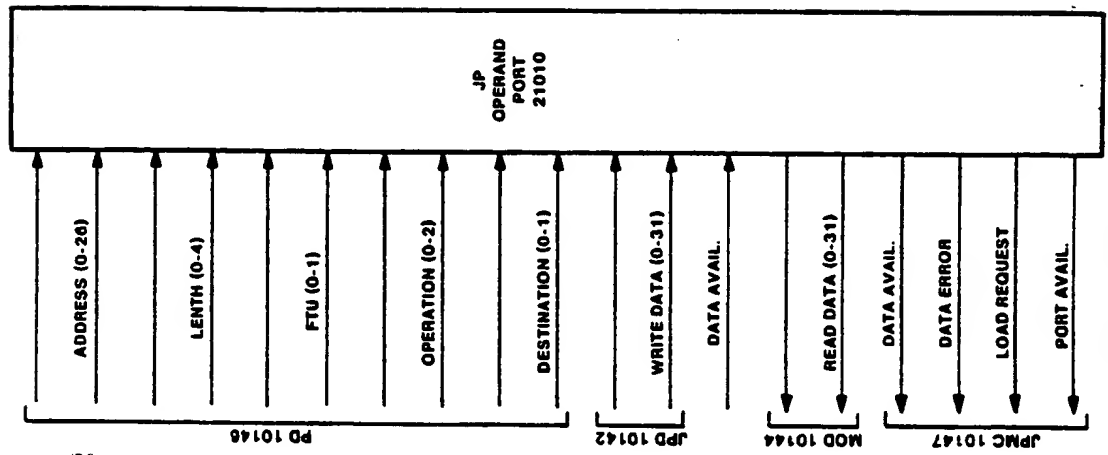 JP
OPERAND
PORT
21010
ADDRESS (0-26)
LENTH (0-4)
FTU (0-1)
OPERATION (0-2)
DESTINATION (0-1)
WRITE DATA (0-31)
DATA AVAIL.
READ DATA (0-31)
DATA AVAIL.
DATA ERROR
LOAD REQUEST
PORT AVAIL.
PD 10146
JPD 10142
MOD 10144
JPMC 10147